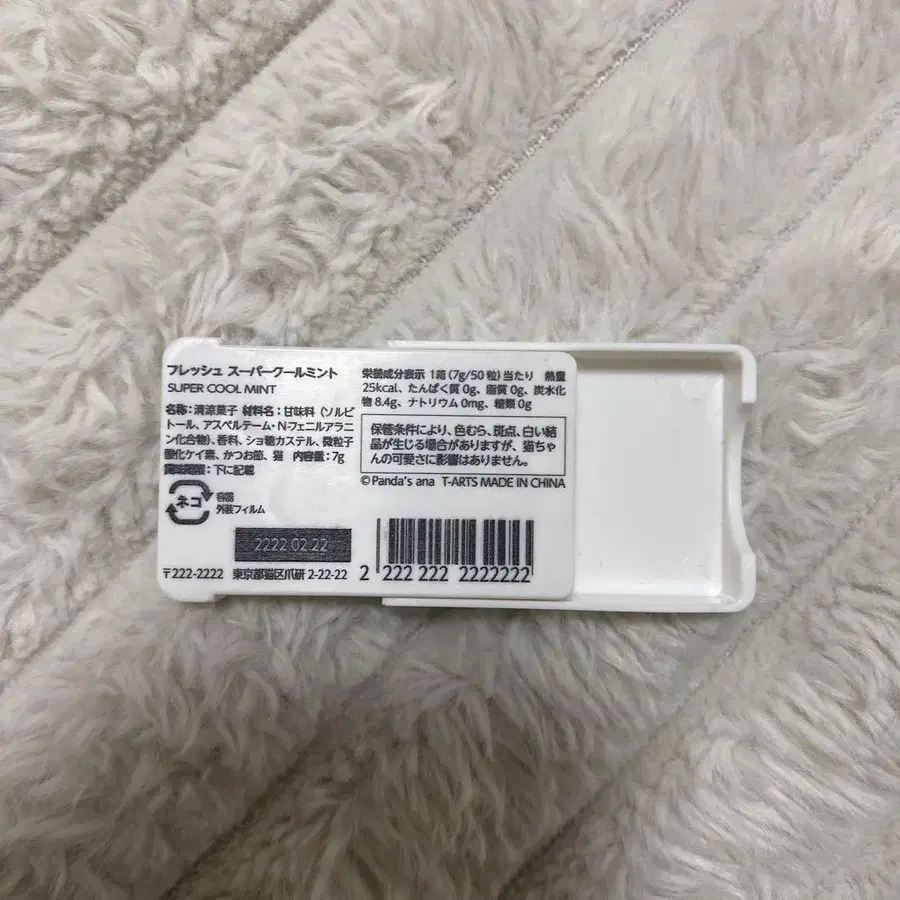 フレッシュ スーパークールミント
SUPER COOL MINT
名称:清涼菓子 材料名:甘味料(ソルビ
トール、アスペルテーム・N-フェニルアラニ
ン化合物)、香料、ショ糖カステル、微粒子
酸化ケイ素、かつお節、猫 内容量:7g
賞味期限:下に記載
ネコ
容器
外装フィルム
2222.02.22
〒222-2222 東京都猫区爪研 2-22-22
栄養成分表示 1箱(7g/50粒)当たり 熱量
25kcal、たんぱく質 0g、脂質 0g、炭水化
物 8.4g、ナトリウム 0mg、糖類 0g
保管条件により、色むら、斑点、白い結
晶が生じる場合がありますが、猫ちゃ
んの可愛さに影響はありません。
©Panda's ana T-ARTS MADE IN CHINA
2 222 222 2222222